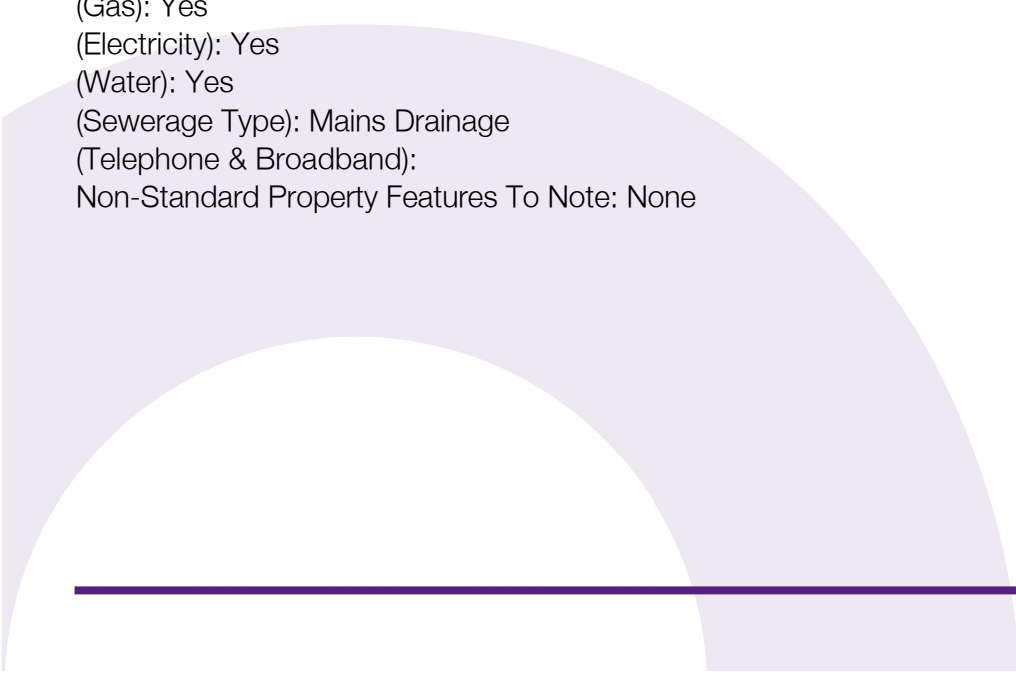 (Gas): Yes
(Electricity): Yes
(Water): Yes
(Sewerage Type): Mains Drainage
(Telephone & Broadband):
Non-Standard Property Features To Note: None